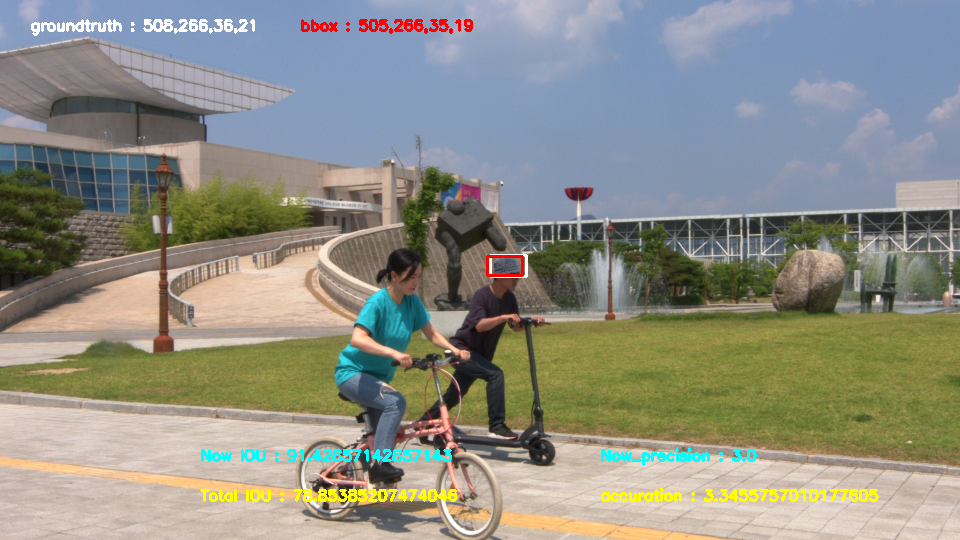 groundtruth : 508,266,36,21
bbox : 505,266,35,19
Now IOU : 91.42857142857143
Now_precision : 3.0
Total IOU : 78.85385207474046
accuration : 3.3455757010177605